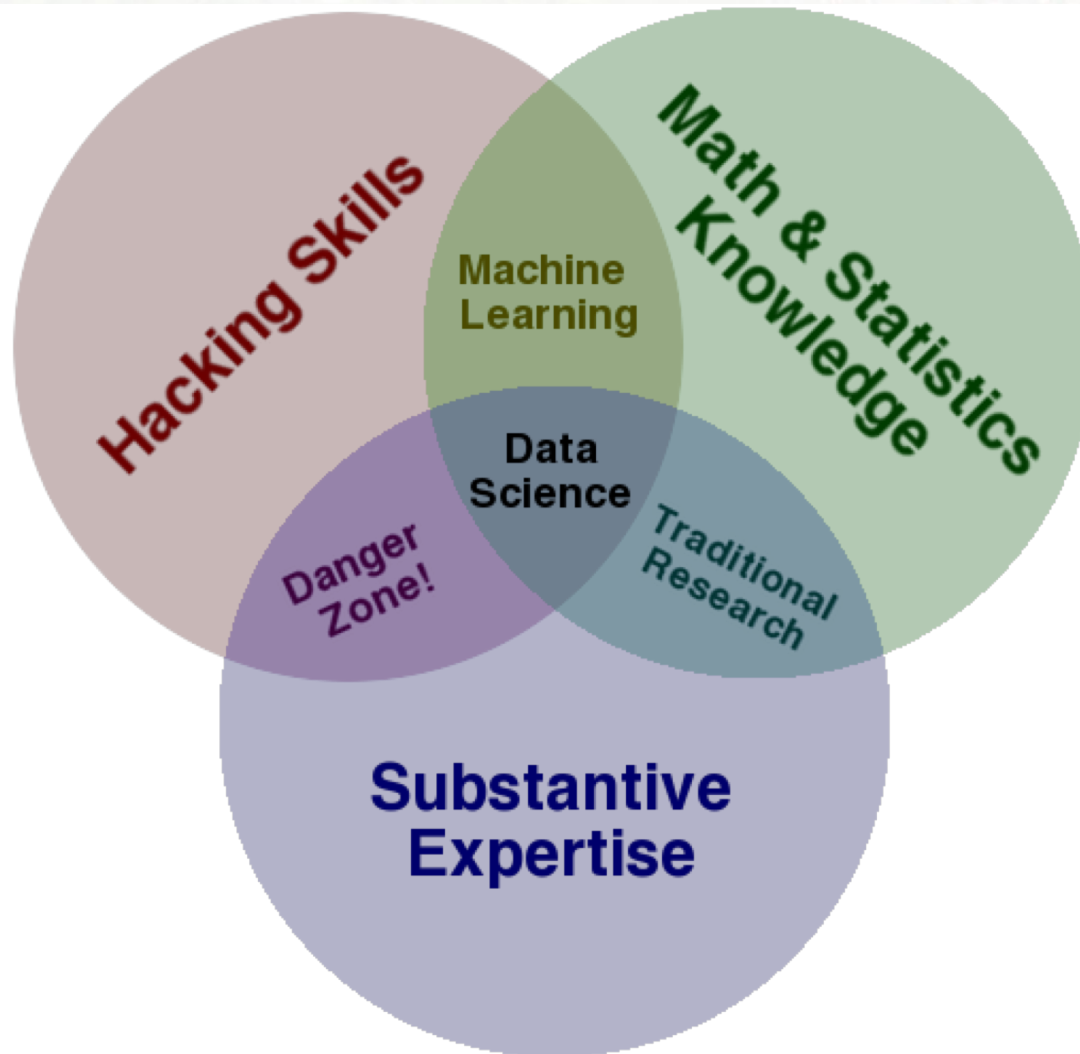 Hacking Skills
Math & Statistics
Knowledge
Machine
Learning
Data
Science
Danger
Zone!
Traditional
Research
Substantive
Expertise